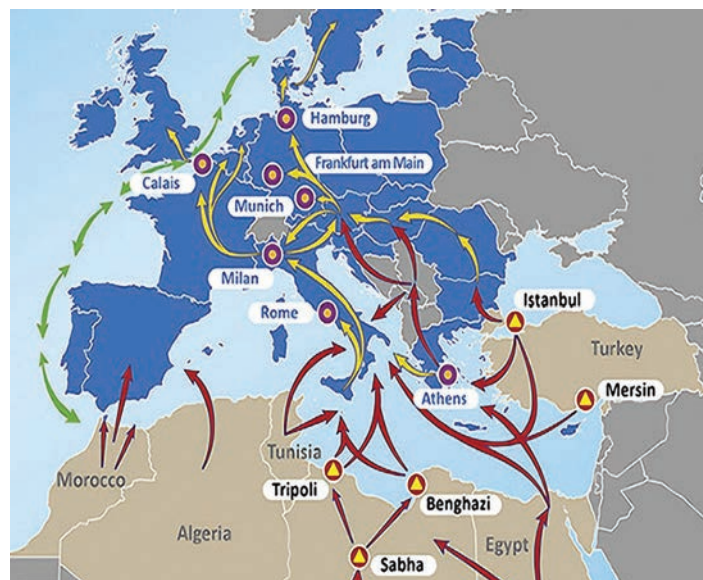 Hamburg
Frankfurt am Main
Calais
Munich
Milan
Rome
Istanbul
Turkey
Athens
Mersin
Tunisia
Morocco
Tripoli
Benghazi
Algeria
Egypt
Sabha